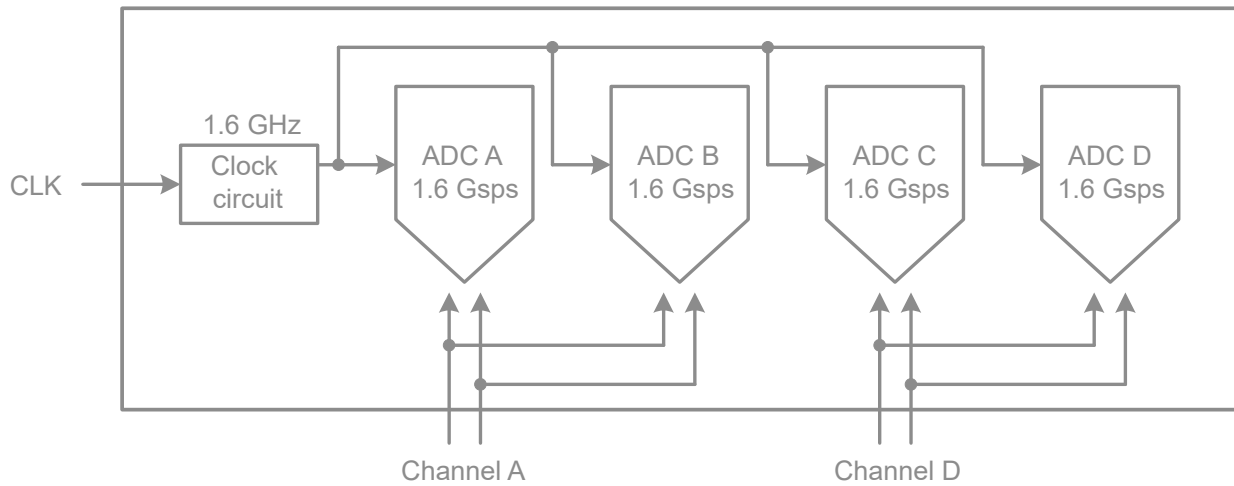 1.6 GHz
CLK
Clock
circuit
ADC A
1.6 Gsps
ADC B
1.6 Gsps
ADC C
1.6 Gsps
ADC D
1.6 Gsps
Channel A
Channel D